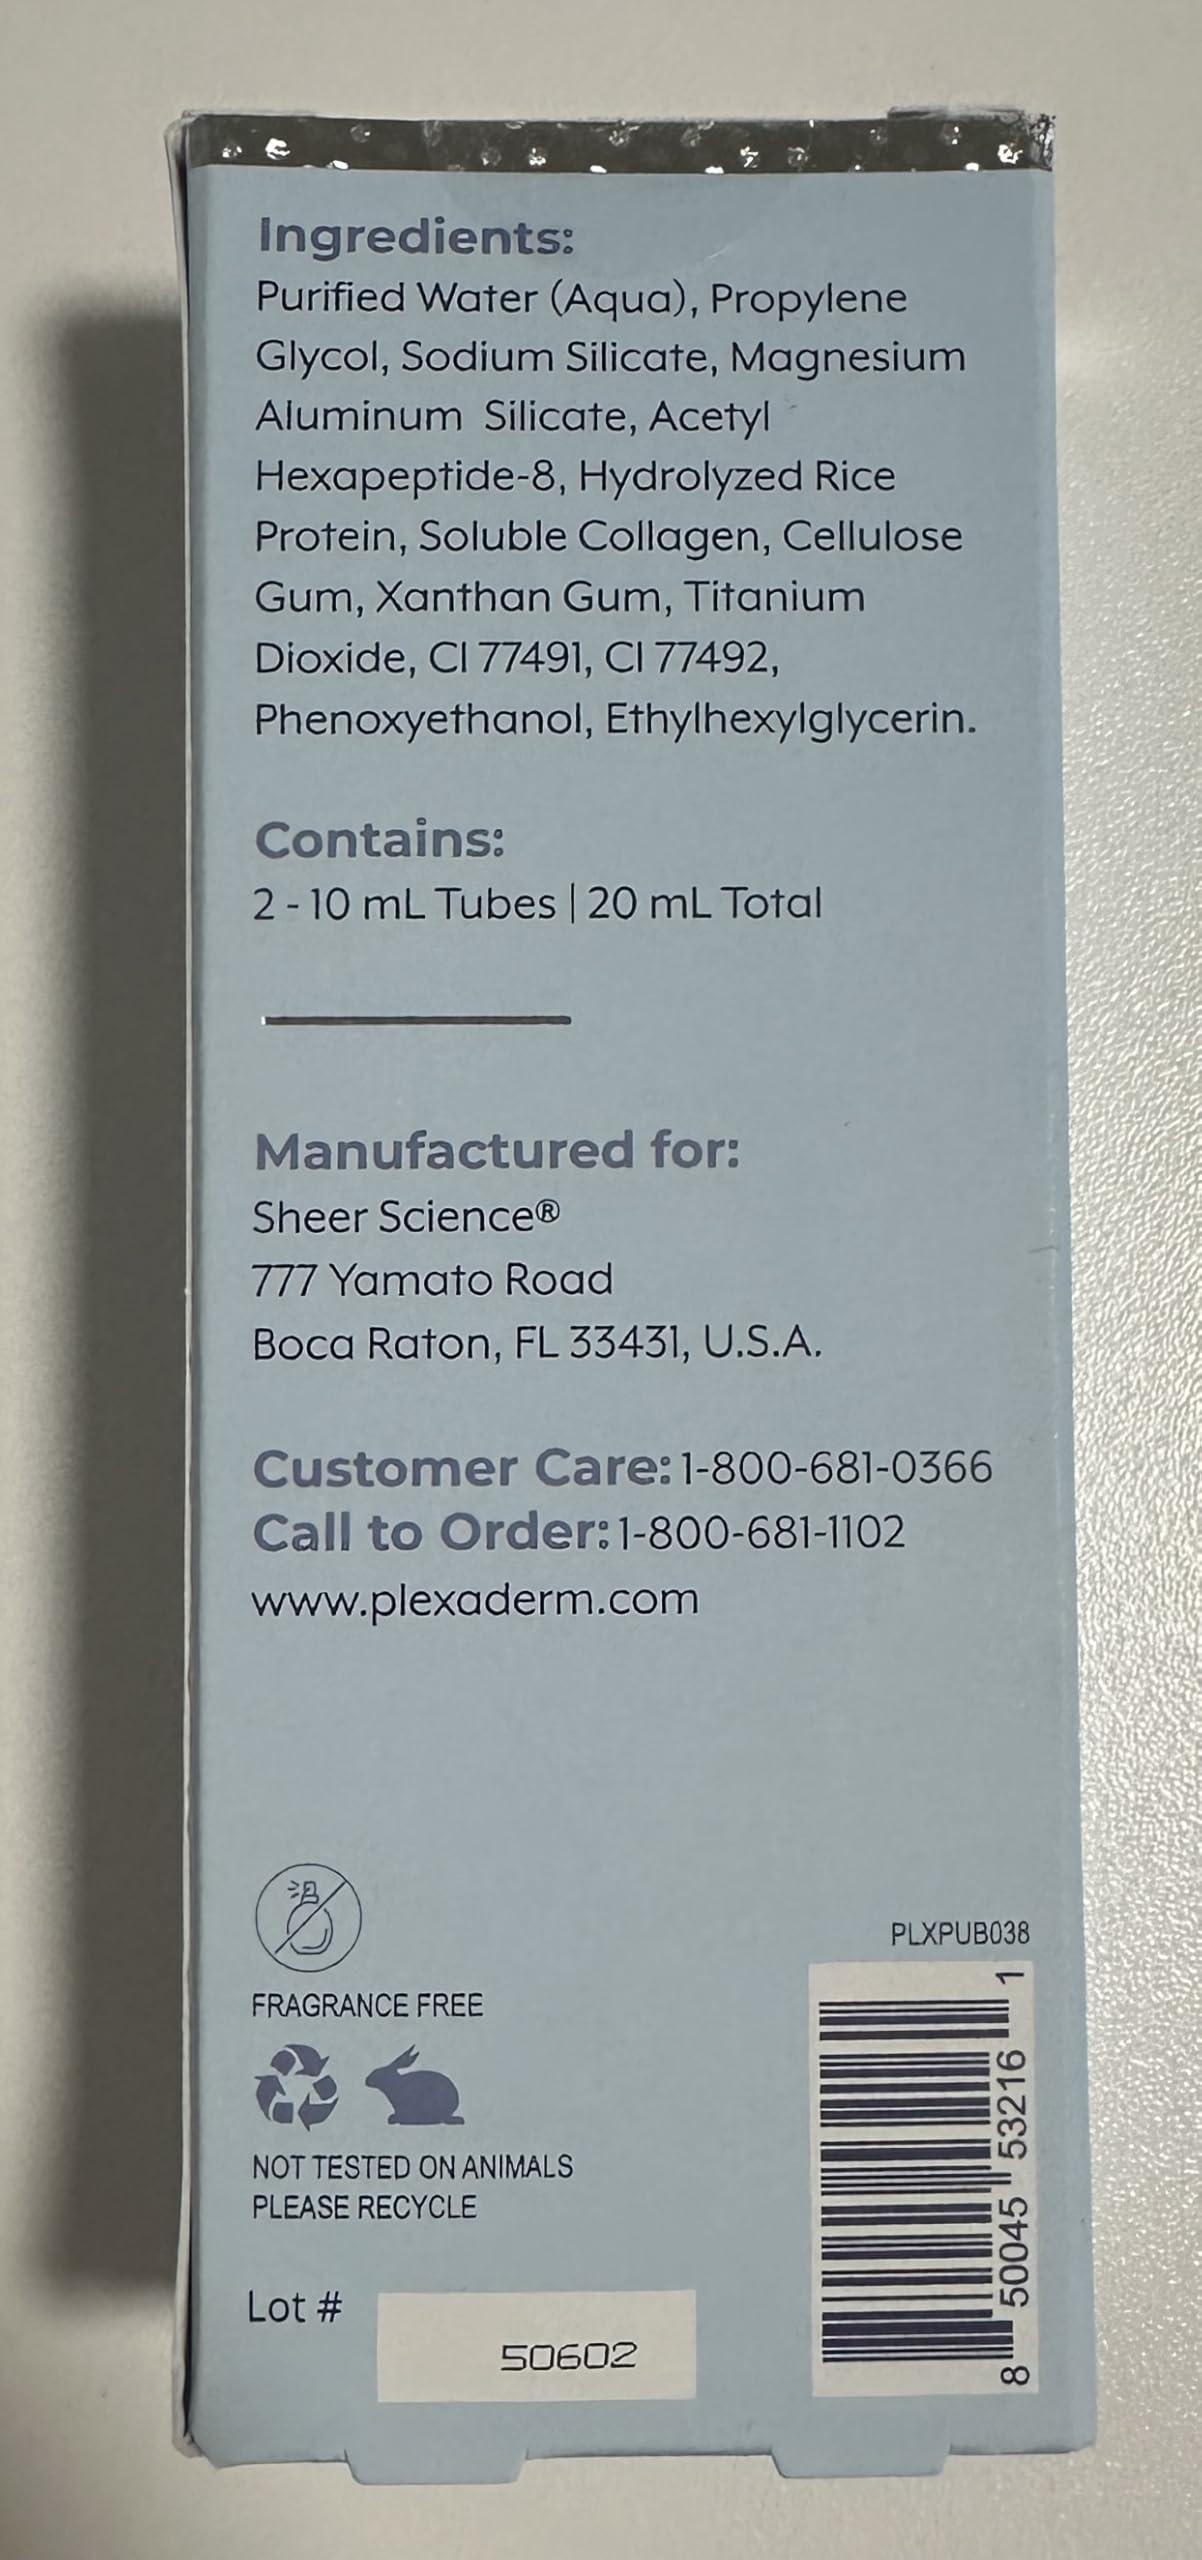 Ingredients:
Purified Water (Aqua), Propylene
Glycol, Sodium Silicate, Magnesium
Aluminum Silicate, Acetyl
Hexapeptide-8, Hydrolyzed Rice
Protein, Soluble Collagen, Cellulose
Gum, Xanthan Gum, Titanium
Dioxide, CI 77491, CI 77492,
Phenoxyethanol, Ethylhexylglycerin.
Contains:
2 - 10 mL Tubes | 20 mL Total
Manufactured for:
Sheer Science®
777 Yamato Road
Boca Raton, FL 33431, U.S.A.
Customer Care: 1-800-681-0366
Call to Order: 1-800-681-1102
www.plexaderm.com
FRAGRANCE FREE
NOT TESTED ON ANIMALS
PLEASE RECYCLE
Lot # 50602
PLXPUB038
8 50045 53216 1